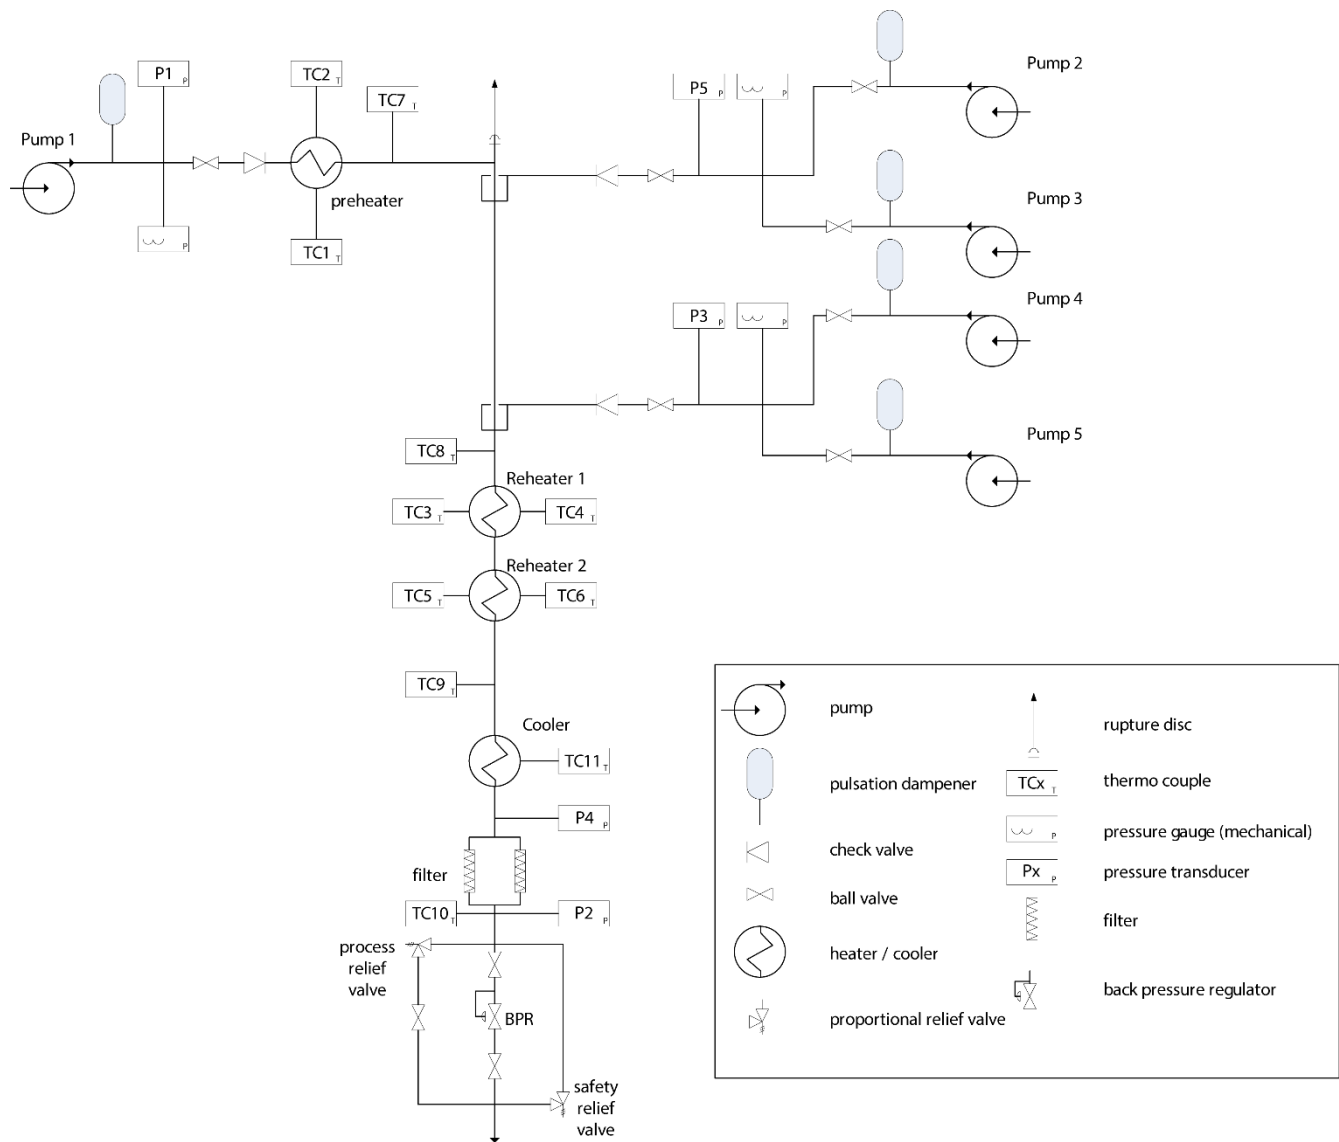 P1 P
TC2 T
TC7 T
Pump 1
preheater
P
TC1 T
P5 P
P
Pump 2
Pump 3
Pump 4
P3 P
P
Pump 5
TC8 T
Reheater 1
TC3 T
TC4 T
Reheater 2
TC5 T
TC6 T
TC9 T
Cooler
TC11 T
P4 P
filter
TC10 T
P2 P
process
relief
valve
BPR
safety
relief
valve
pump
pulsation dampener
check valve
ball valve
heater / cooler
proportional relief valve
rupture disc
TCx T
thermo couple
P
pressure gauge (mechanical)
Px P
pressure transducer
filter
back pressure regulator